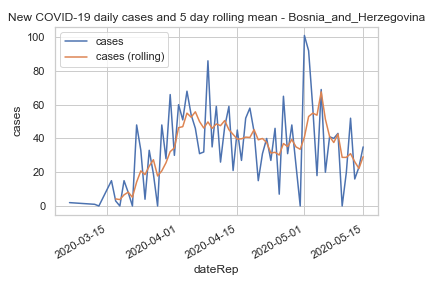 New COVID-19 daily cases and 5 day rolling mean - Bosnia_and_Herzegovina
cases
cases (rolling)
100
80
60
40
20
0
cases
2020-03-15
2020-04-01
2020-04-15
2020-05-01
2020-05-15
dateRep